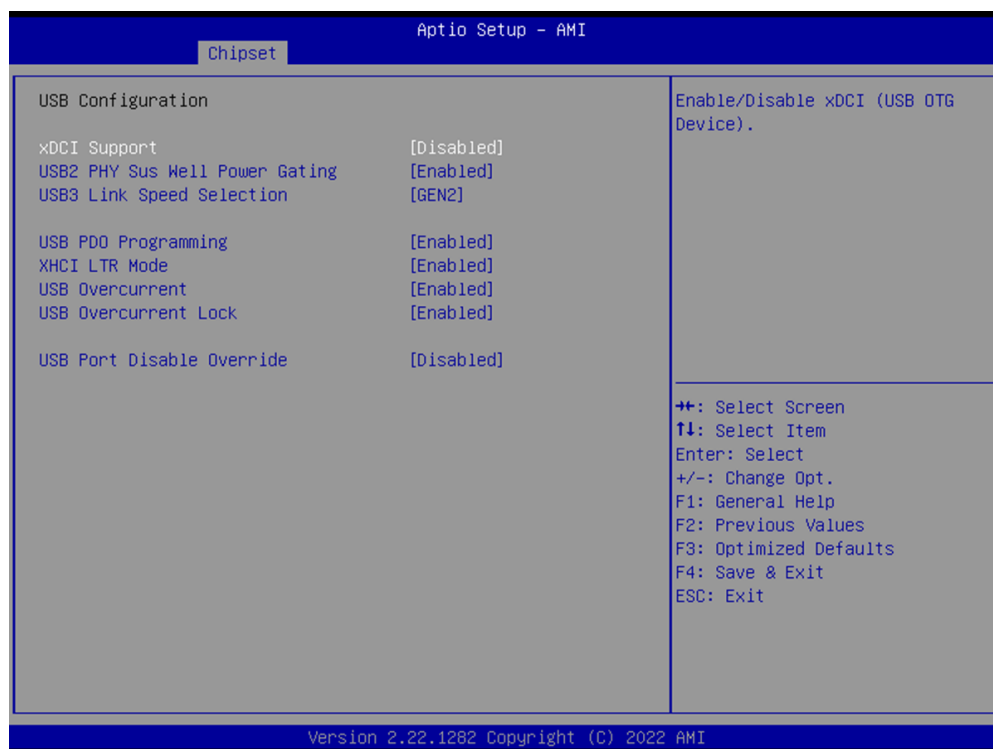 Aptio Setup – AMI
Chipset
USB Configuration
xDCI Support [Disabled]
USB2 PHY Sus Well Power Gating [Enabled]
USB3 Link Speed Selection [GEN2]
USB PDO Programming [Enabled]
XHCI LTR Mode [Enabled]
USB Overcurrent [Enabled]
USB Overcurrent Lock [Enabled]
USB Port Disable Override [Disabled]
Enable/Disable xDCI (USB OTG
Device).
→←: Select Screen
↑↓: Select Item
Enter: Select
+/-: Change Opt.
F1: General Help
F2: Previous Values
F3: Optimized Defaults
F4: Save & Exit
ESC: Exit
Version 2.22.1282 Copyright (C) 2022 AMI